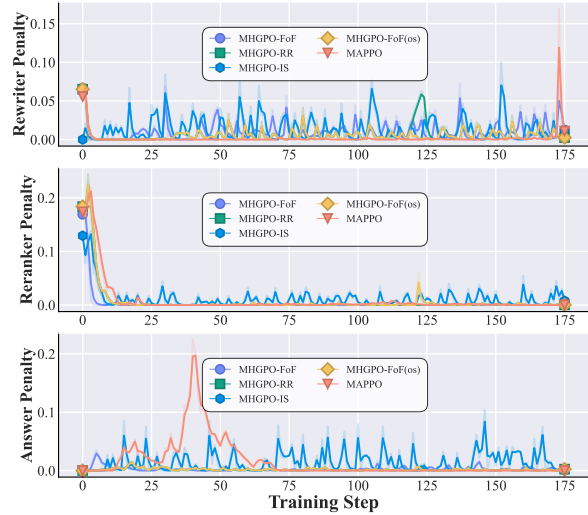 Rewriter Penalty
0.15
0.10
0.05
0.00
MHGPO-FoF
MHGPO-RR
MHGPO-IS
MHGPO-FoF(os)
MAPPO
0 25 50 75 100 125 150 175
Reranker Penalty
0.2
0.1
0.0
MHGPO-FoF
MHGPO-RR
MHGPO-IS
MHGPO-FoF(os)
MAPPO
0 25 50 75 100 125 150 175
Answer Penalty
0.2
0.1
0.0
MHGPO-FoF
MHGPO-RR
MHGPO-IS
MHGPO-FoF(os)
MAPPO
0 25 50 75 100 125 150 175
Training Step